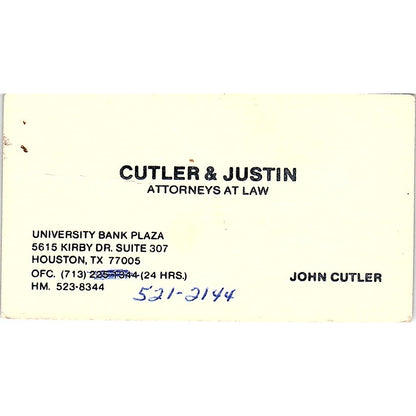 CUTLER & JUSTIN
ATTORNEYS AT LAW
UNIVERSITY BANK PLAZA
5615 KIRBY DR. SUITE 307
HOUSTON, TX 77005
OFC. (713) (24 HRS.)
HM. 523-8344
521-2144
JOHN CUTLER